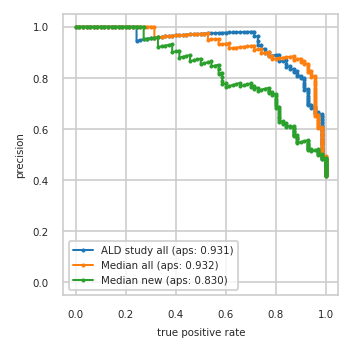 1.0
0.8
0.6
0.4
0.2
0.0
precision
ALD study all (aps: 0.931)
Median all (aps: 0.932)
Median new (aps: 0.830)
0.0 0.2 0.4 0.6 0.8 1.0
true positive rate